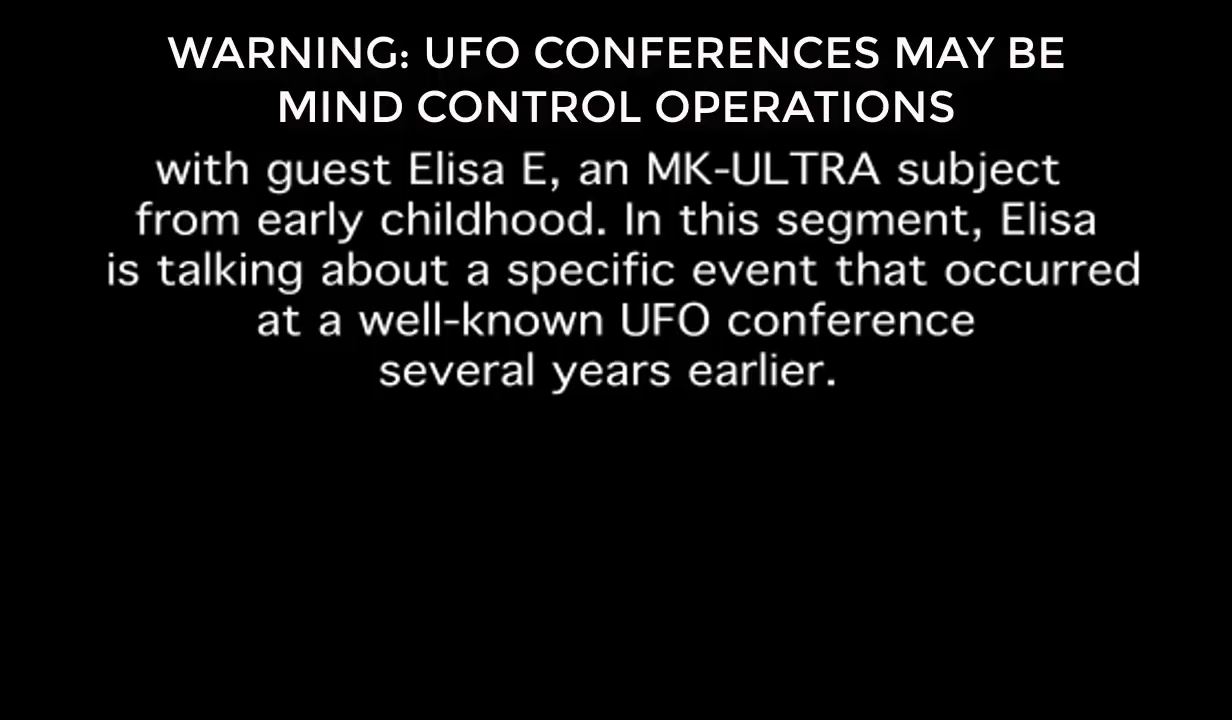 WARNING: UFO CONFERENCES MAY BE
MIND CONTROL OPERATIONS
with guest Elisa E, an MK-ULTRA subject
from early childhood. In this segment, Elisa
is talking about a specific event that occurred
at a well-known UFO conference
several years earlier.